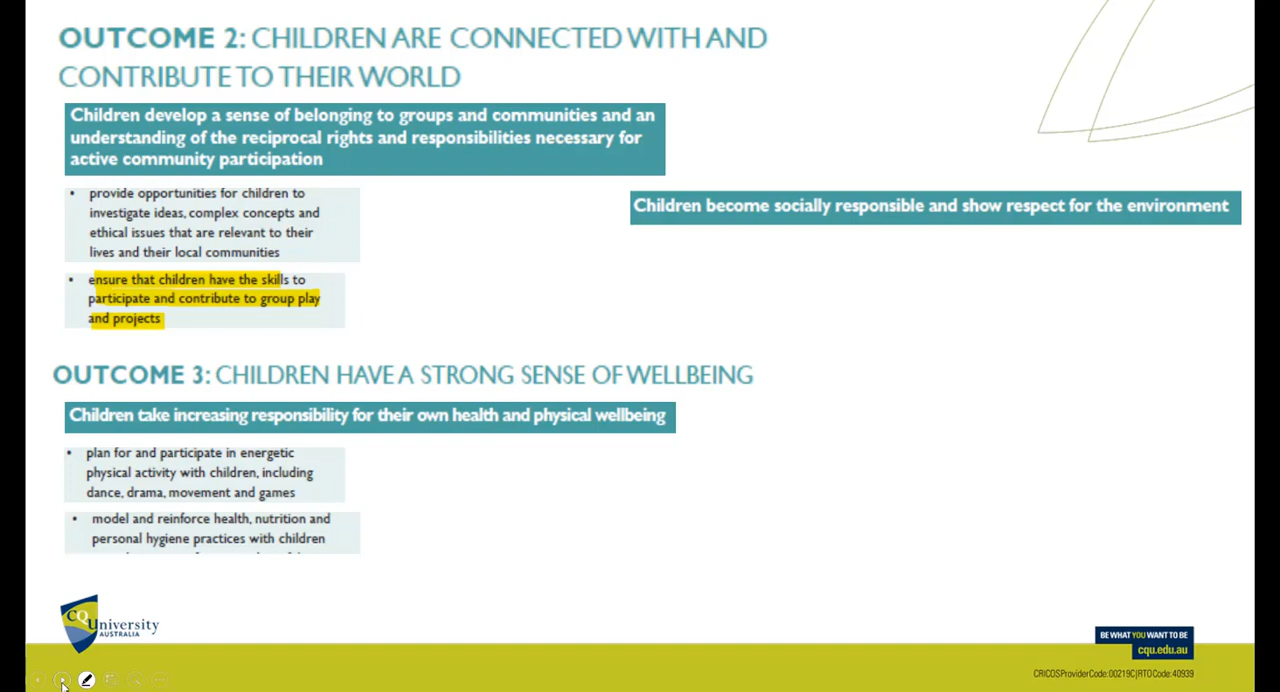 OUTCOME 2: CHILDREN ARE CONNECTED WITH AND
CONTRIBUTE TO THEIR WORLD
Children develop a sense of belonging to groups and communities and an
understanding of the reciprocal rights and responsibilities necessary for
active community participation
• provide opportunities for children to
investigate ideas, complex concepts and
ethical issues that are relevant to their
lives and their local communities
• ensure that children have the skills to
participate and contribute to group play
and projects
Children become socially responsible and show respect for the environment
OUTCOME 3: CHILDREN HAVE A STRONG SENSE OF WELLBEING
Children take increasing responsibility for their own health and physical wellbeing
• plan for and participate in energetic
physical activity with children, including
dance, drama, movement and games
• model and reinforce health, nutrition and
personal hygiene practices with children
CQUniversity
AUSTRALIA
BE WHAT YOU WANT TO BE
cqu.edu.au
CRICOSProviderCode:00219C|RTOCode:40939